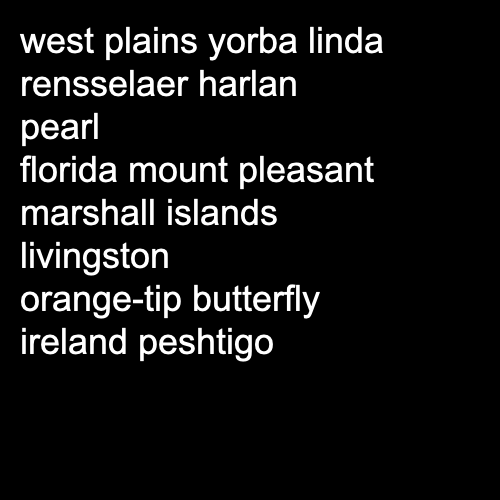 west plains yorba linda
rensselaer harlan
pearl
florida mount pleasant
marshall islands
livingston
orange-tip butterfly
ireland peshtigo